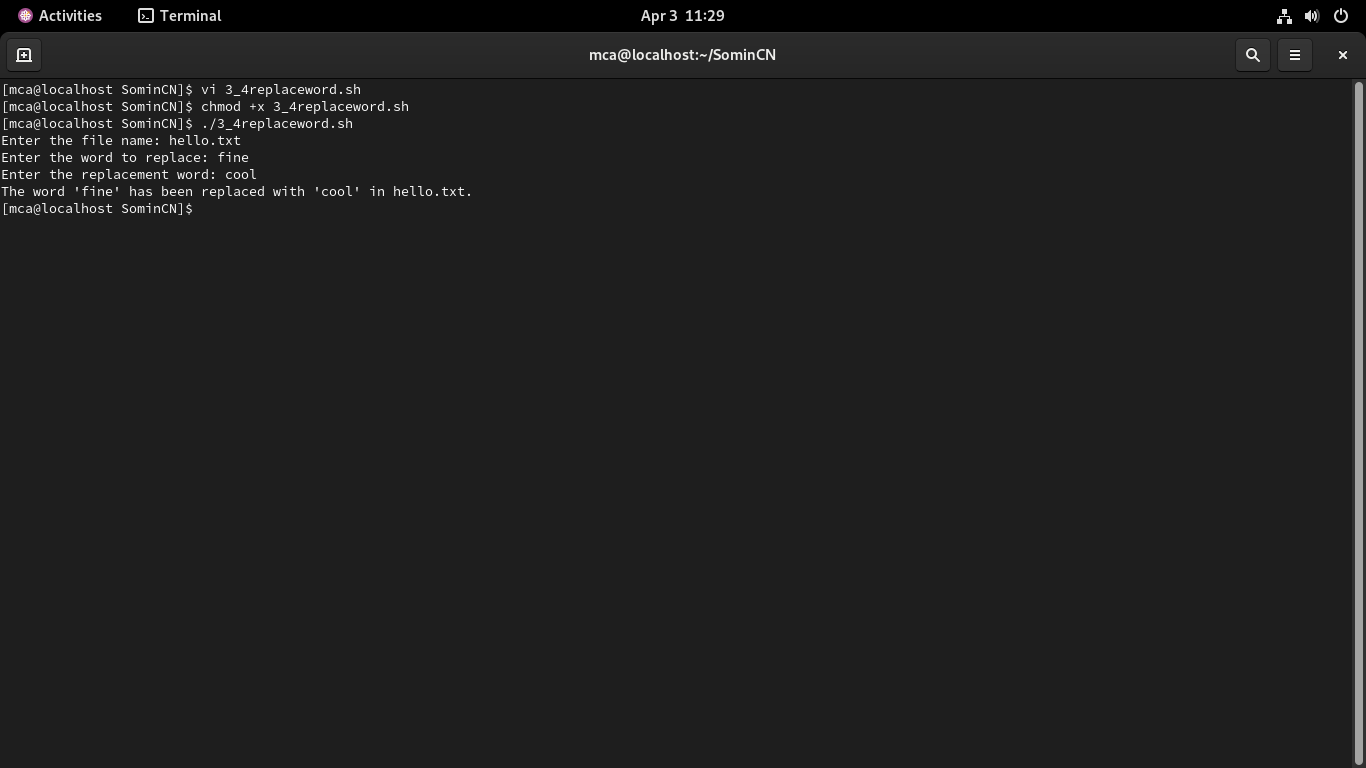 Activities Terminal Apr 3 11:29
mca@localhost:~/SominCN
[mca@localhost SominCN]$ vi 3_4replaceword.sh
[mca@localhost SominCN]$ chmod +x 3_4replaceword.sh
[mca@localhost SominCN]$ ./3_4replaceword.sh
Enter the file name: hello.txt
Enter the word to replace: fine
Enter the replacement word: cool
The word 'fine' has been replaced with 'cool' in hello.txt.
[mca@localhost SominCN]$